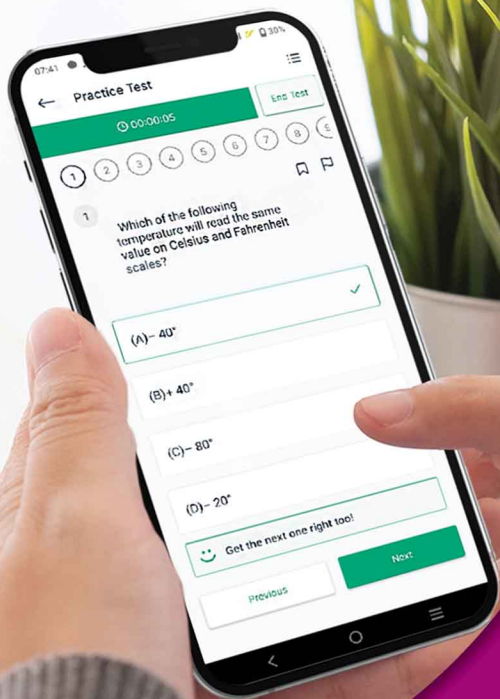 07:41
30%
Practice Test
00:00:05
End Test
1 2 3 4 5 6 7 8
1
Which of the following
temperature will read the same
value on Celsius and Fahrenheit
scales?
(A)– 40°
(B)+ 40°
(C)– 80°
(D)– 20°
Get the next one right too!
Previous
Next